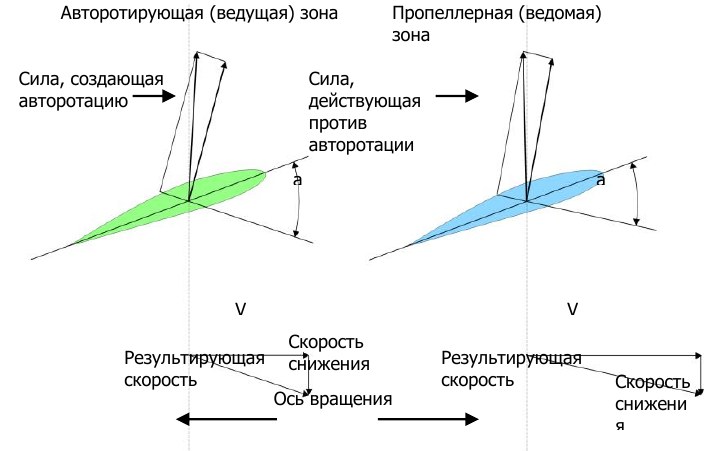 Авторотирующая (ведущая) зона
Пропеллерная (ведомая)
зона
Сила, создающая
авторотацию
Сила,
действующая
против
авторотации
a
a
V
V
Результирующая
скорость
Скорость
снижения
Ось вращения
Результирующая
скорость
Скорость
снижени
я